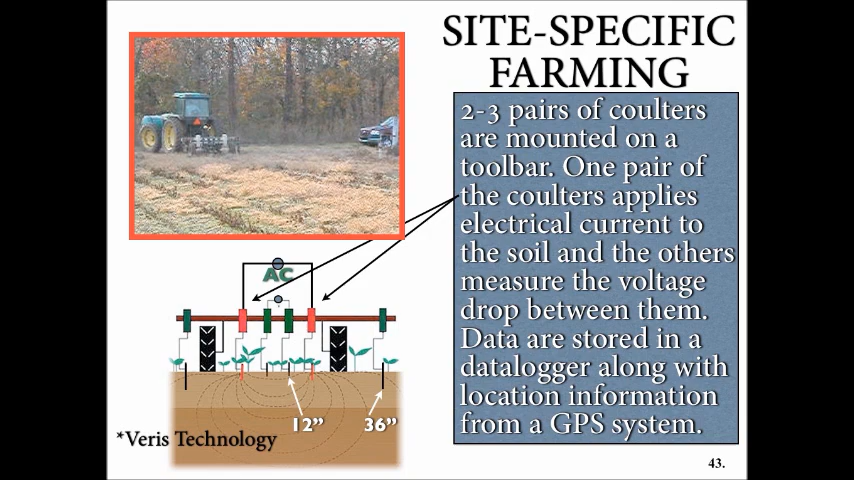 SITE-SPECIFIC
FARMING
2-3 pairs of coulters
are mounted on a
toolbar. One pair of
the coulters applies
electrical current to
the soil and the others
measure the voltage
drop between them.
Data are stored in a
datalogger along with
location information
from a GPS system.
AC
12”
36”
*Veris Technology
43.